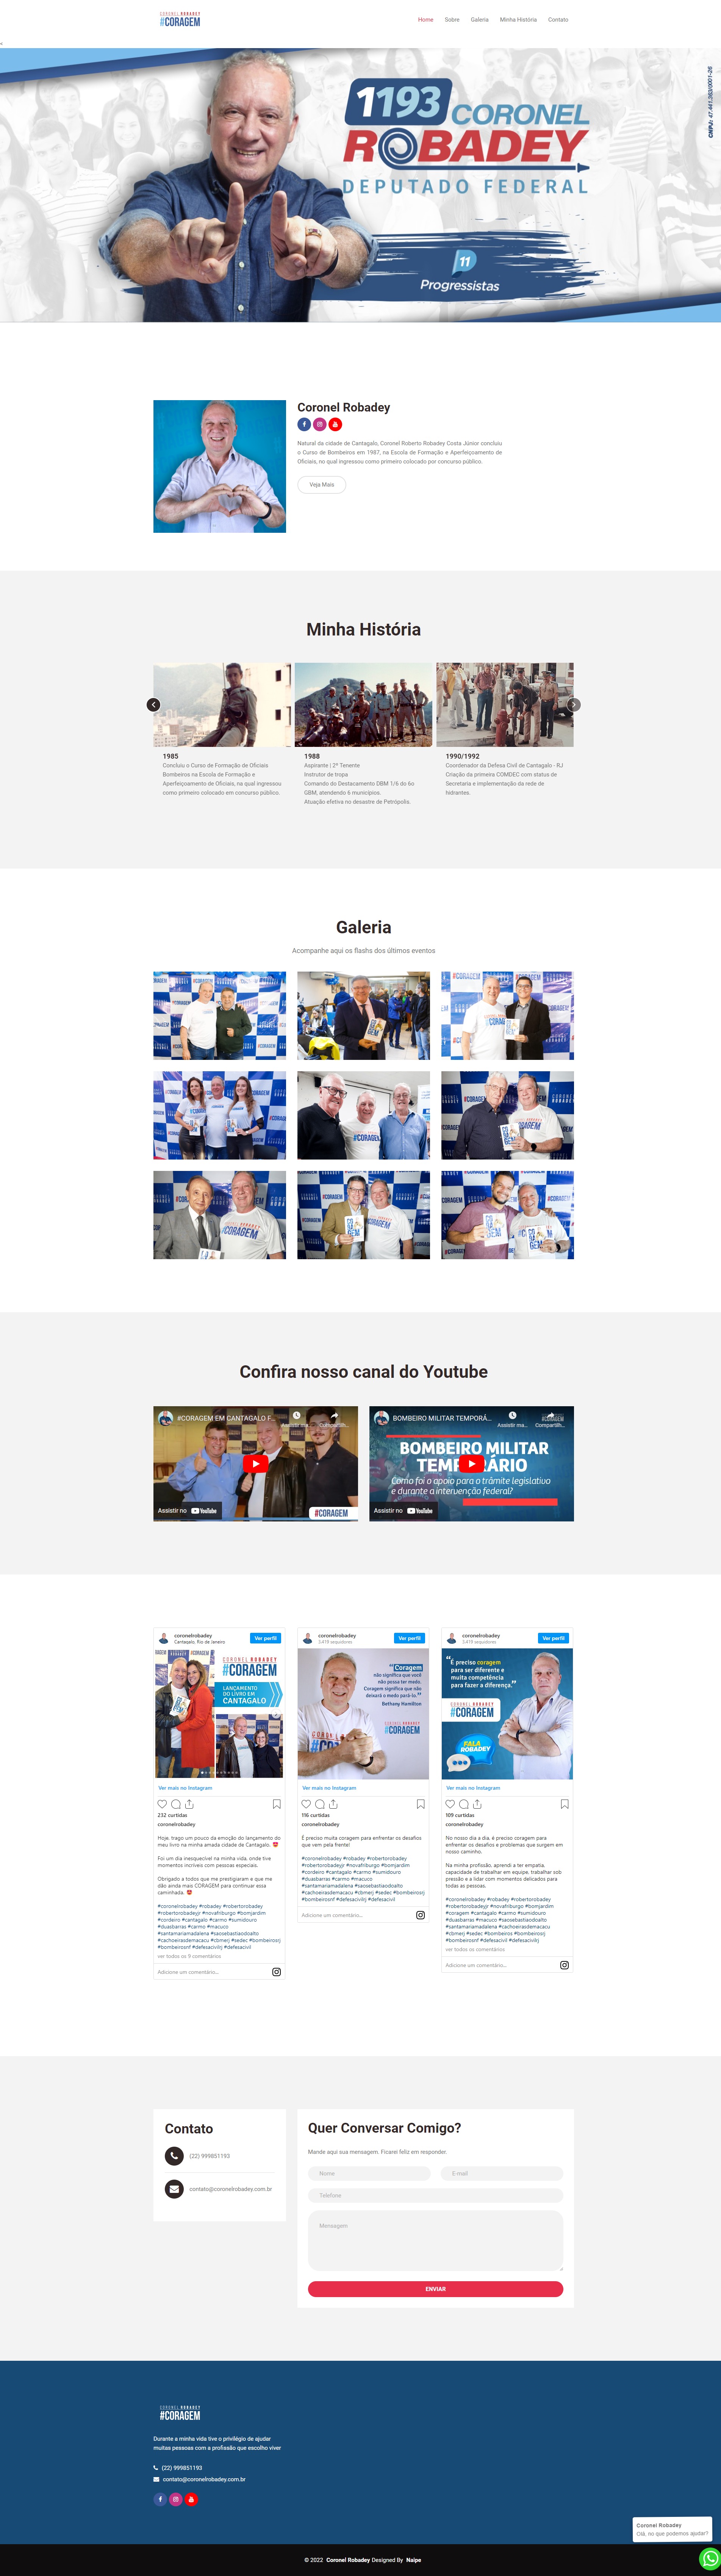 CORONEL ROBADEY
#CORAGEM
Home
Sobre
Galeria
Minha História
Contato
1193 CORONEL
ROBADEY
DEPUTADO FEDERAL
11
Progressistas
Coronel Robadey
Natural da cidade de Cantagalo, Coronel Roberto Robadey Costa Júnior concluiu
o Curso de Bombeiros em 1987, na Escola de Formação e Aperfeiçoamento de
Oficiais, no qual ingressou como primeiro colocado por concurso público.
Veja Mais
Minha História
1985
Concluiu o Curso de Formação de Oficiais
Bombeiros na Escola de Formação e
Aperfeiçoamento de Oficiais, na qual ingressou
como primeiro colocado em concurso público.
1988
Aspirante | 2º Tenente
Instrutor de tropa
Comando do Destacamento DBM 1/6 do 6o
GBM, atendendo 6 municípios.
Atuação efetiva no desastre de Petrópolis.
1990/1992
Coordenador da Defesa Civil de Cantagalo - RJ
Criação da primeira COMDEC com status de
Secretaria e implementação da rede de
hidrantes.
Galeria
Acompanhe aqui os flashs dos últimos eventos
Confira nosso canal do Youtube
#CORAGEM EM CANTAGALO F...
Assistir ma...
Compartilh...
Assistir no YouTube
#CORAGEM
BOMBEIRO MILITAR TEMPORÁ...
Assistir ma...
Compartilh...
BOMBEIRO MILITAR
Como foi o apoio para o trâmite legislativo
e durante a intervenção federal?
Assistir no YouTube
coronelrobadey
Cantagalo, Rio de Janeiro
Ver perfil
CORONEL ROBADEY
#CORAGEM
LANÇAMENTO
DO LIVRO EM
CANTAGALO
Ver mais no Instagram
232 curtidas
coronelrobadey
Hoje, trago um pouco da emoção do lançamento do
meu livro na minha amada cidade de Cantagalo. 😍
Foi um dia inesquecível na minha vida, onde tive
momentos incríveis com pessoas especiais.
Obrigado a todos que me prestigiaram e que me
dão ainda mais CORAGEM para continuar essa
caminhada. 😍
#coronelrobadey #robadey #robertorobadey
#robertorobadeyjr #novafriburgo #bomjardim
#cordeiro #cantagalo #carmo #sumidouro
#duasbarras #carmo #macuco
#santamariamadalena #saosebastiaodoalto
#cachoeirasdemacacu #cbmerj #sedec #bombeirosrj
#bombeirosnf #defesacivilrj #defesacivil
ver todos os 9 comentários
Adicione um comentário...
coronelrobadey
3.419 seguidores
Ver perfil
"Coragem
não significa que você
não possa ter medo.
Coragem significa que não
deixará o medo pará-lo."
Bethany Hamilton
CORONEL ROBADEY
#CORAGEM
Ver mais no Instagram
116 curtidas
coronelrobadey
É preciso muita coragem para enfrentar os desafios
que vem pela frente!
#coronelrobadey #robadey #robertorobadey
#robertorobadeyjr #novafriburgo #bomjardim
#cordeiro #cantagalo #carmo #sumidouro
#duasbarras #carmo #macuco
#santamariamadalena #saosebastiaodoalto
#cachoeirasdemacacu #cbmerj #sedec #bombeirosrj
#bombeirosnf #defesacivilrj #defesacivil
Adicione um comentário...
coronelrobadey
3.419 seguidores
Ver perfil
"É preciso coragem
para ser diferente e
muita competência
para fazer a diferença."
CORONEL ROBADEY
#CORAGEM
FALA
ROBADEY
Ver mais no Instagram
109 curtidas
coronelrobadey
No nosso dia a dia, é preciso coragem para
enfrentar os desafios e problemas que surgem em
nosso caminho.
Na minha profissão, aprendi a ter empatia,
capacidade de trabalhar em equipe, trabalhar sob
pressão e a lidar com momentos delicados para
todas as pessoas.
#coronelrobadey #robadey #robertorobadey
#robertorobadeyjr #novafriburgo #bomjardim
#coragem #cantagalo #carmo #sumidouro
#duasbarras #macuco #saosebastiaodoalto
#santamariamadalena #cachoeirasdemacacu
#cbmerj #sedec #bombeiros #bombeirosrj
#bombeirosnf #defesacivil #defesacivilrj
ver todos os comentários
Adicione um comentário...
Contato
(22) 999851193
contato@coronelrobadey.com.br
Quer Conversar Comigo?
Mande aqui sua mensagem. Ficarei feliz em responder.
Nome
E-mail
Telefone
Mensagem
ENVIAR
CORONEL ROBADEY
#CORAGEM
Durante a minha vida tive o privilégio de ajudar
muitas pessoas com a profissão que escolho viver
(22) 999851193
contato@coronelrobadey.com.br
Coronel Robadey
Olá, no que podemos ajudar?
© 2022 Coronel Robadey Designed By Naipe